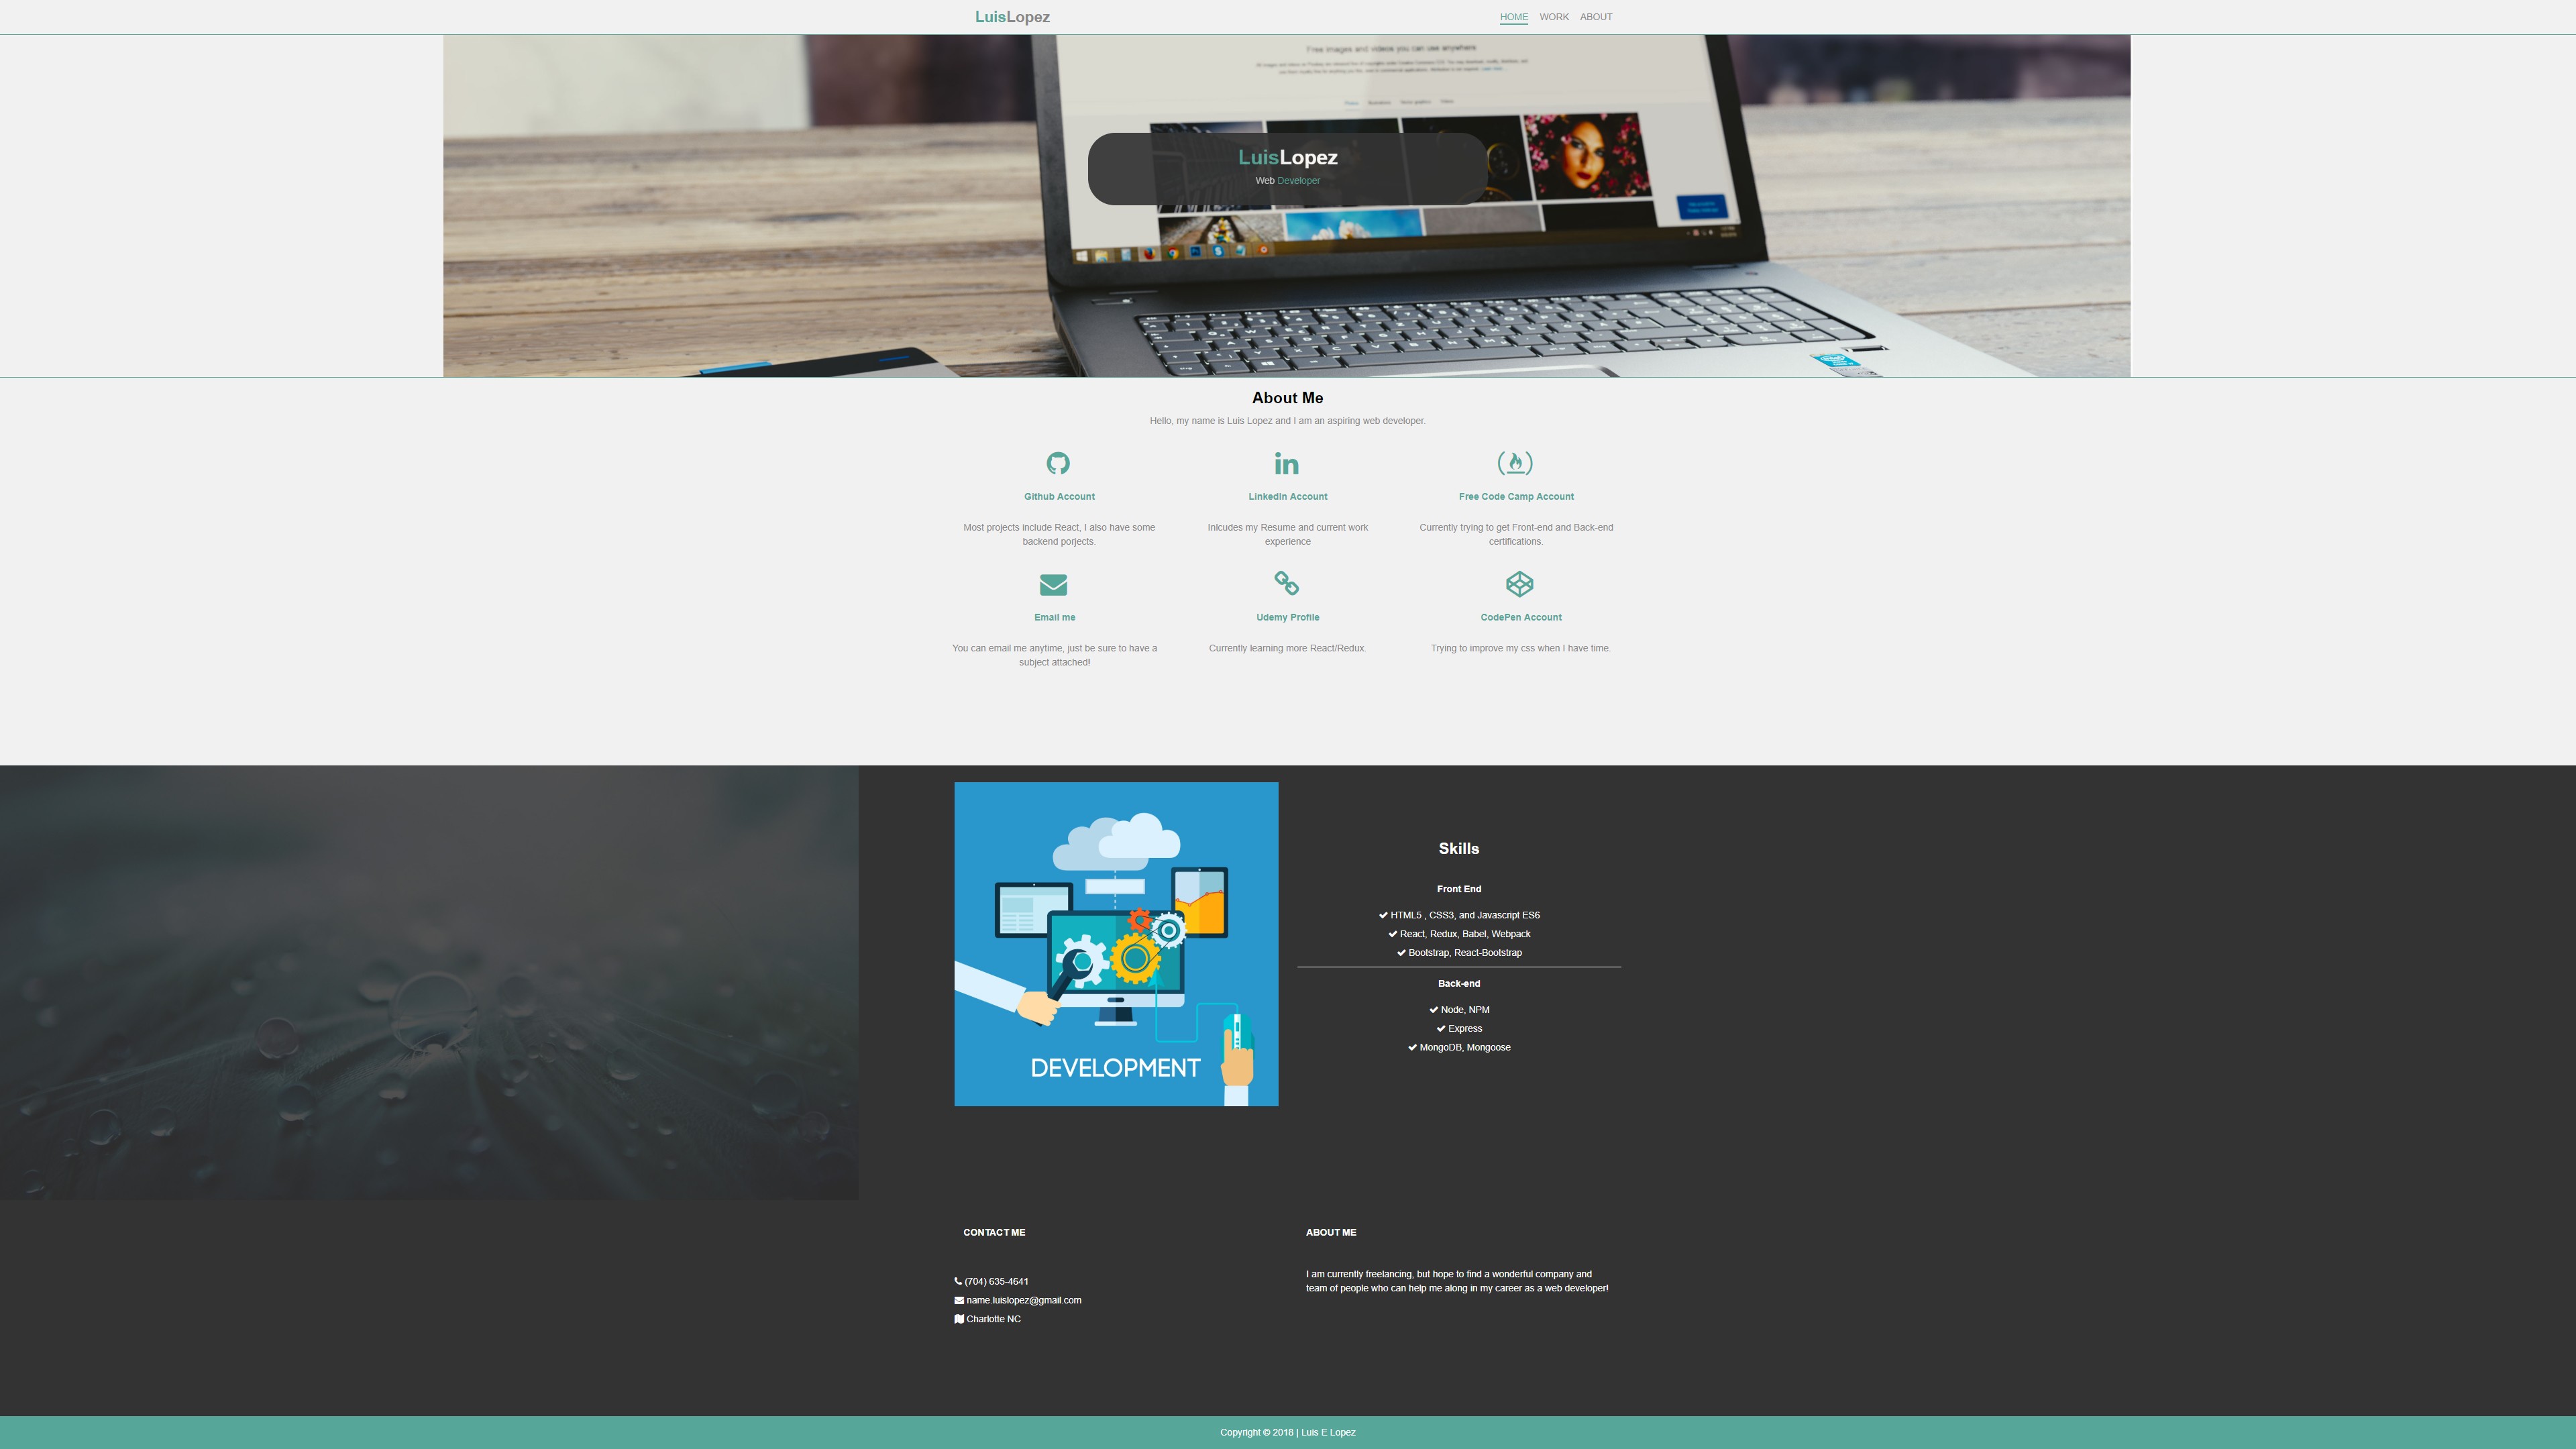 LuisLopez
HOME WORK ABOUT
Free images and videos you can use anywhere
LuisLopez
Web Developer
About Me
Hello, my name is Luis Lopez and I am an aspiring web developer.
Github Account
LinkedIn Account
Free Code Camp Account
Most projects include React, I also have some
backend porjects.
Inlcudes my Resume and current work
experience
Currently trying to get Front-end and Back-end
certifications.
Email me
Udemy Profile
CodePen Account
You can email me anytime, just be sure to have a
subject attached!
Currently learning more React/Redux.
Trying to improve my css when I have time.
DEVELOPMENT
Skills
Front End
HTML5 , CSS3, and Javascript ES6
React, Redux, Babel, Webpack
Bootstrap, React-Bootstrap
Back-end
Node, NPM
Express
MongoDB, Mongoose
CONTACT ME
(704) 635-4641
name.luislopez@gmail.com
Charlotte NC
ABOUT ME
I am currently freelancing, but hope to find a wonderful company and
team of people who can help me along in my career as a web developer!
Copyright © 2018 | Luis E Lopez